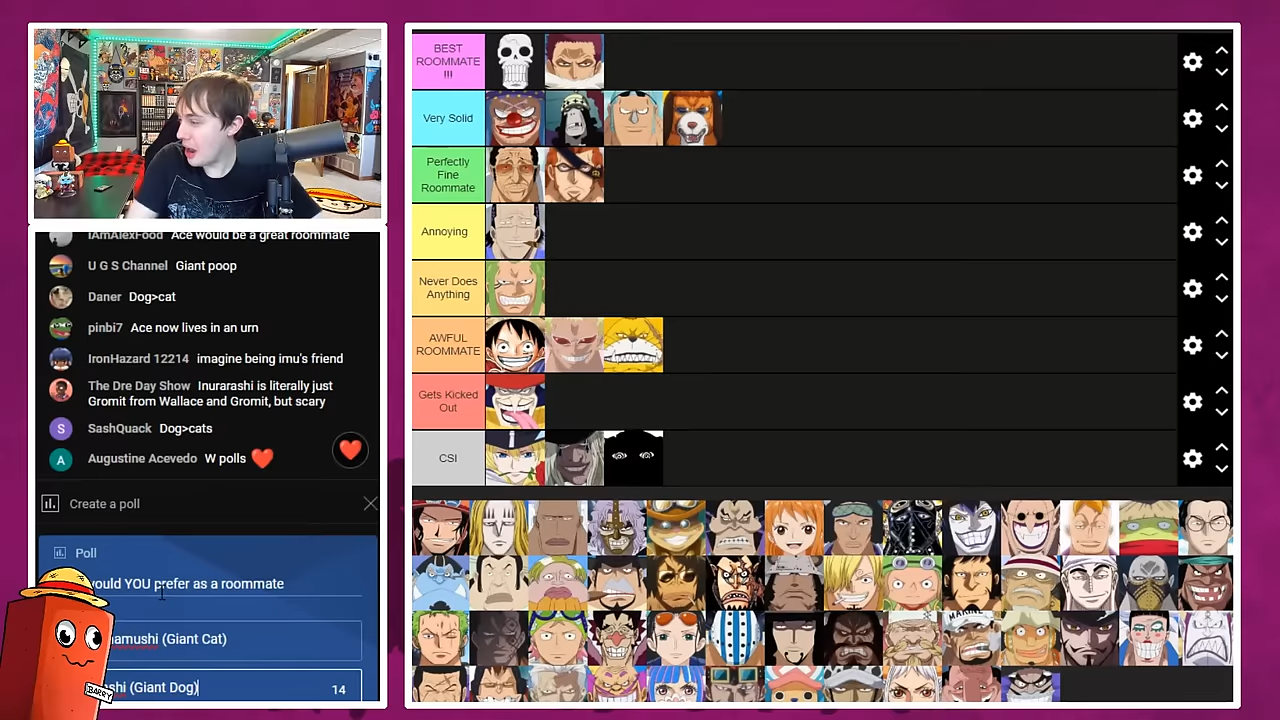 IAmAlexFood Ace would be a great roommate
U G S Channel Giant poop
Daner Dog>cat
pinbi7 Ace now lives in an urn
IronHazard 12214 imagine being imu's friend
The Dre Day Show Inurarashi is literally just
Gromit from Wallace and Gromit, but scary
S SashQuack Dog>cats
A Augustine Acevedo W polls
Create a poll
Poll
would YOU prefer as a roommate
amushi (Giant Cat)
shi (Giant Dog)
14
BARRY
BEST
ROOMMATE
!!!
Very Solid
Perfectly
Fine
Roommate
Annoying
Never Does
Anything
AWFUL
ROOMMATE
Gets Kicked
Out
CSI
MARINE